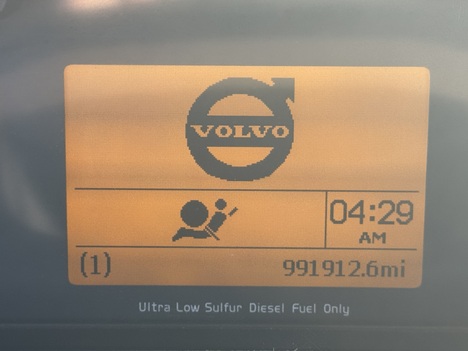 VOLVO
04:29
AM
(1)
991912.6mi
Ultra Low Sulfur Diesel Fuel Only